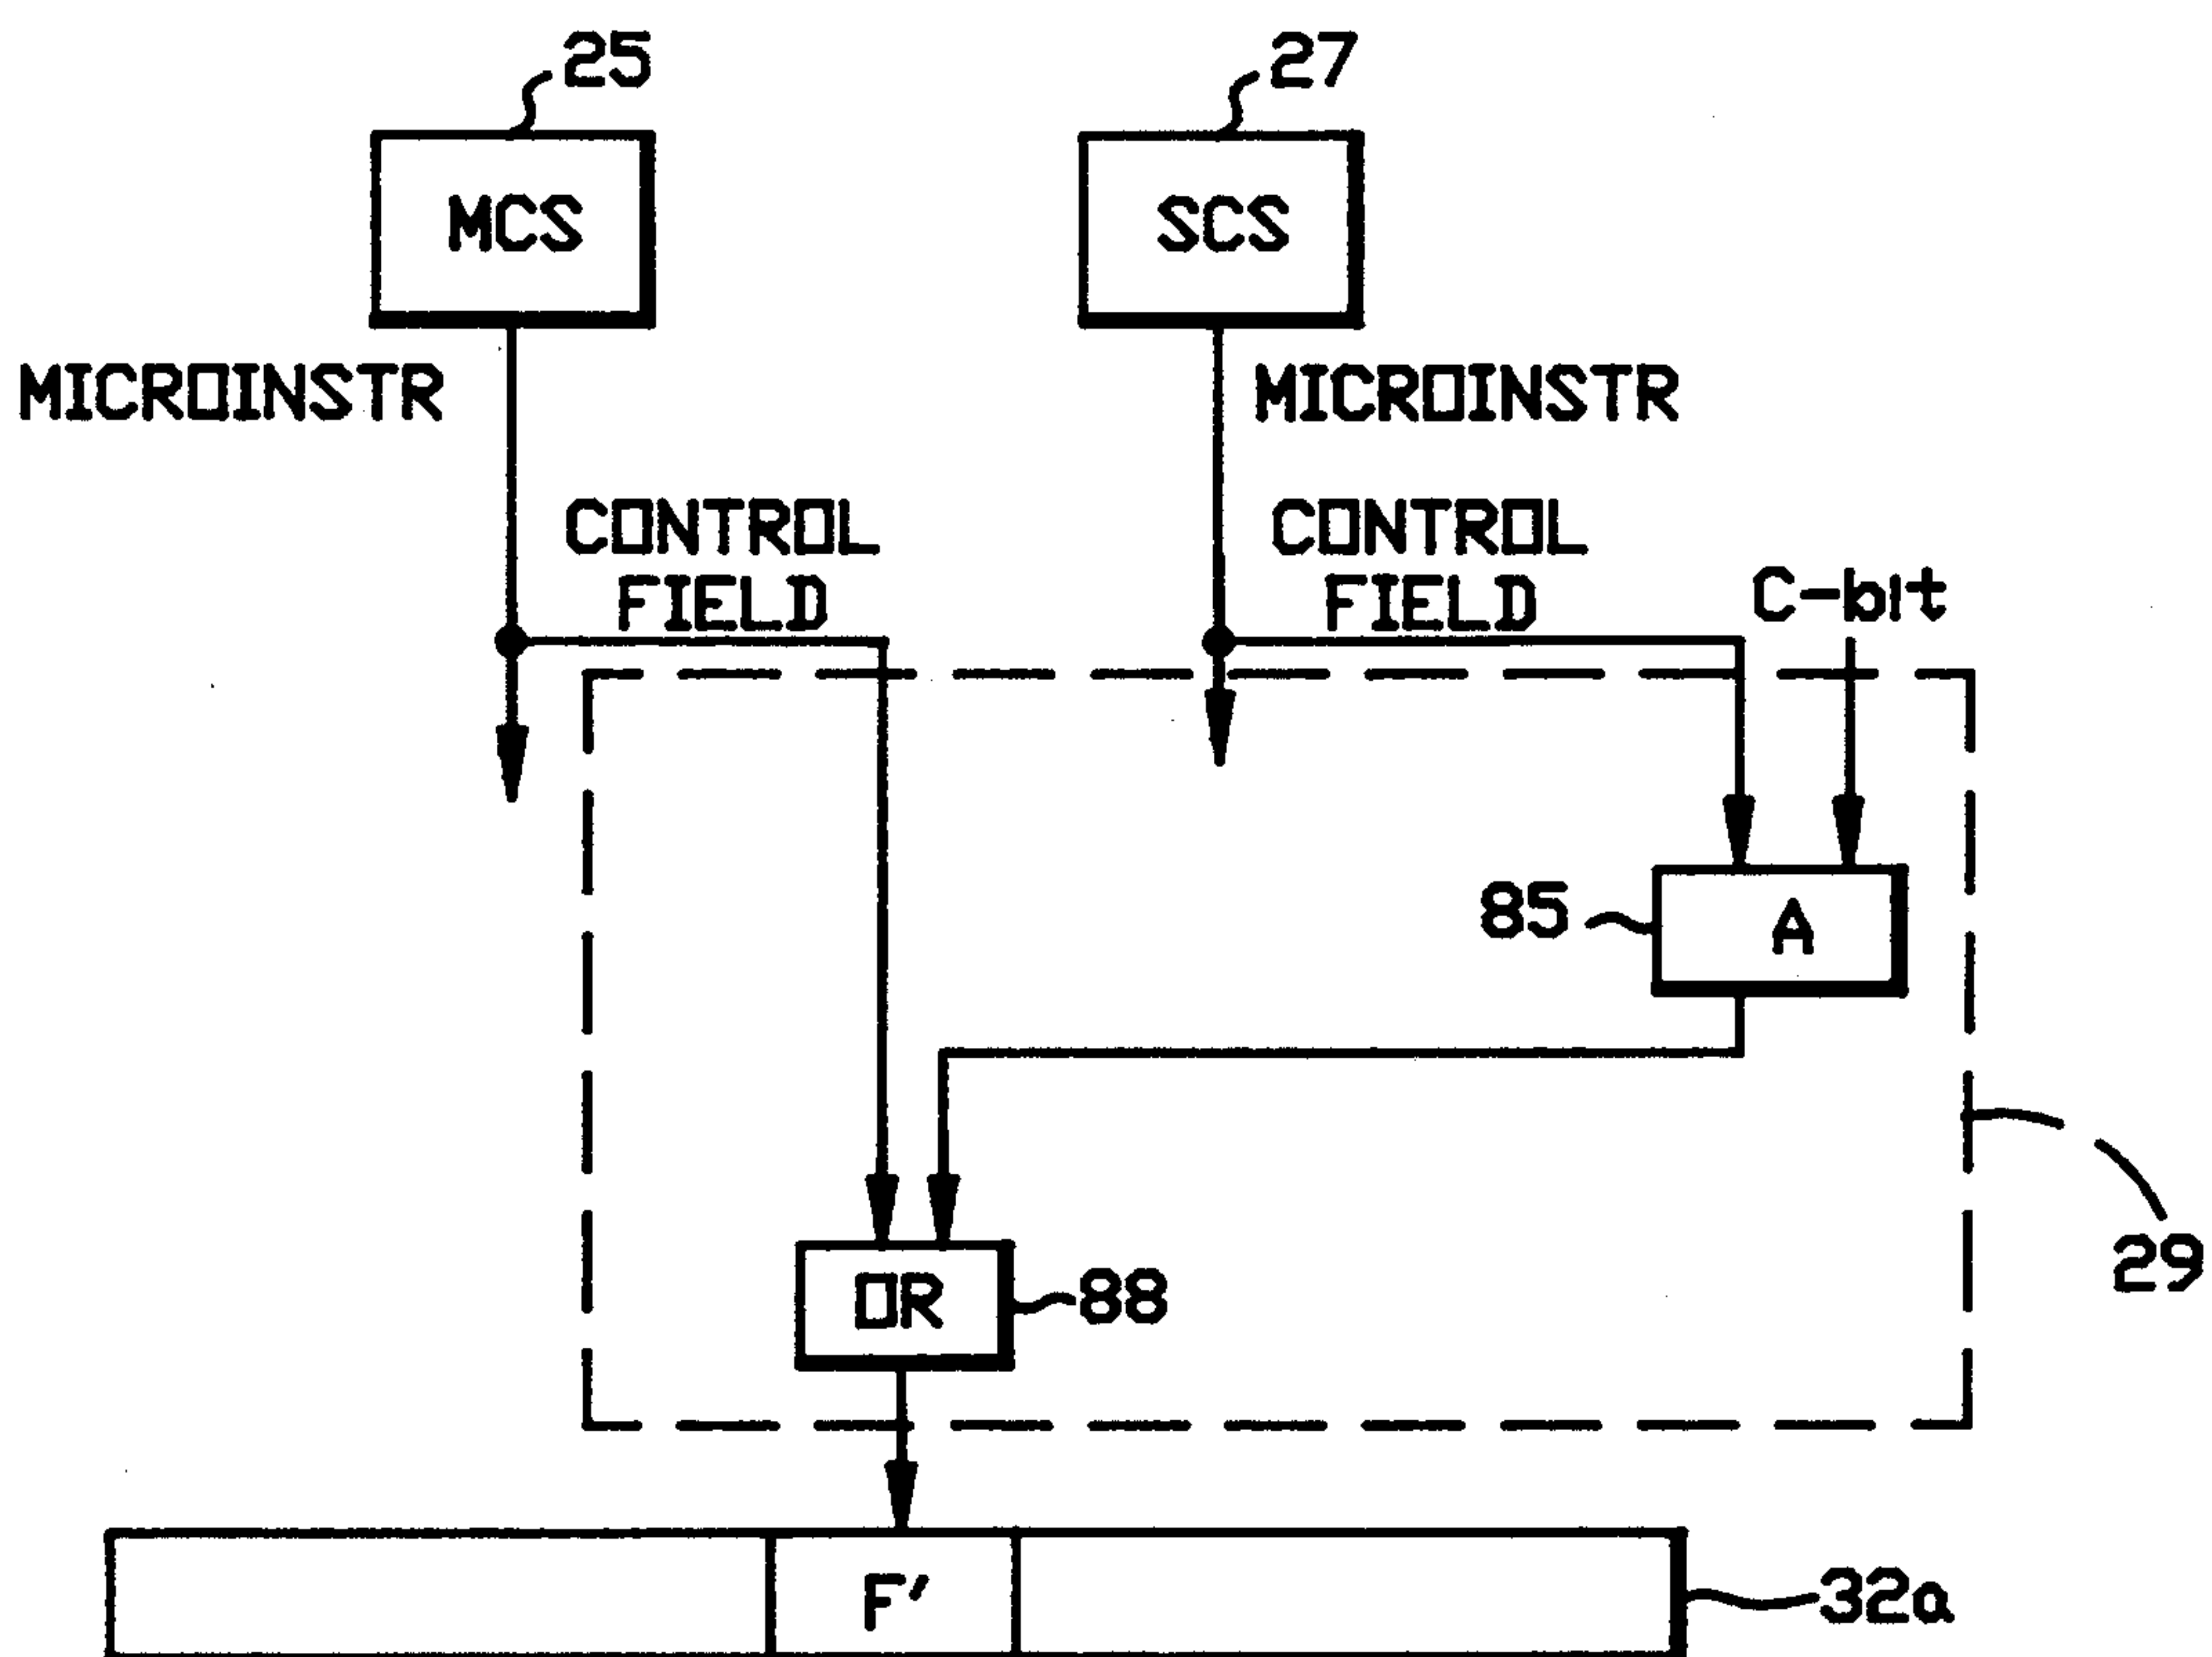 25
27
MCS
SCS
MICROINSTR
MICROINSTR
CONTROL
FIELD
CONTROL
FIELD
C-bit
85
A
OR
88
29
F'
32a